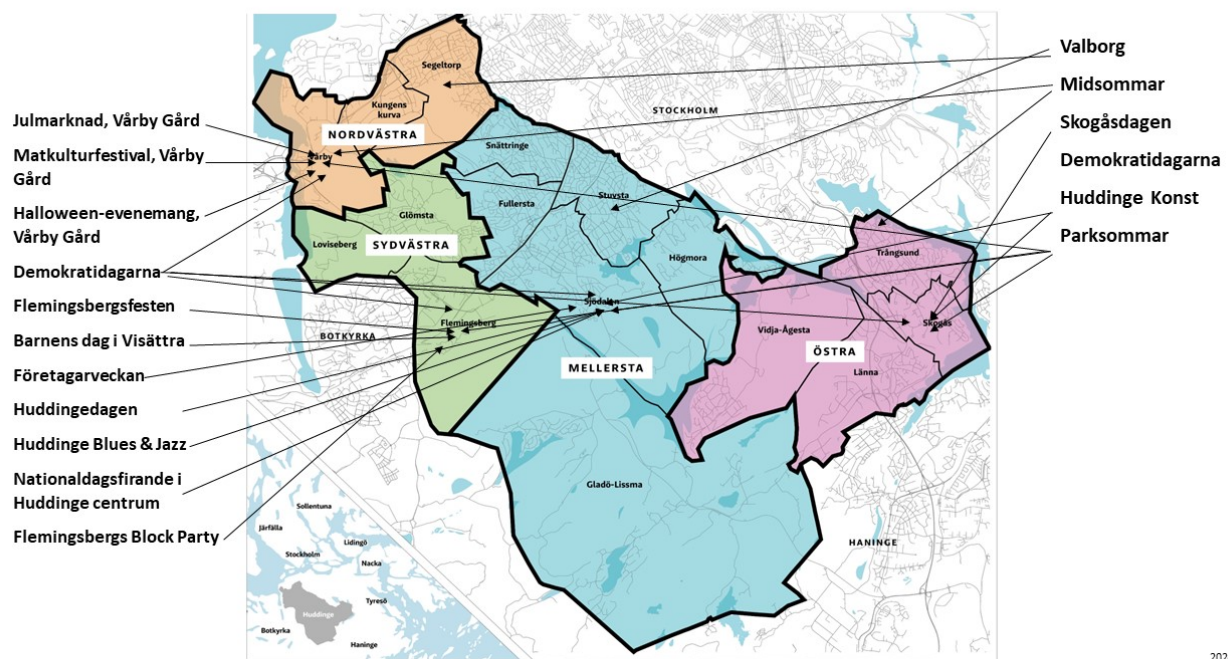 Julmarknad, Vårby Gård
Matkulturfestival, Vårby
Gård
Halloween-evenemang,
Vårby Gård
Demokratidagarna
Flemingsbergsfesten
Barnens dag i Visättra
Företagarveckan
Huddingedagen
Huddinge Blues & Jazz
Nationaldagsfirande i
Huddinge centrum
Flemingsbergs Block Party
Valborg
Midsommar
Skogåsdagen
Demokratidagarna
Huddinge Konst
Parksommar
Segeltorp
Kungens
kurva
NORDVÄSTRA
Vårby
STOCKHOLM
Snättringe
Stuvsta
Fullersta
Glömsta
Loviseberg
SYDVÄSTRA
Högmora
Trångsund
Sjödalen
Flemingsberg
BOTKYRKA
Vidja-Ågesta
Skogås
ÖSTRA
MELLERSTA
Länna
Gladö-Lissma
HANINGE
Sollentuna
Järfälla
Lidingö
Stockholm
Nacka
Tyresö
Huddinge
Botkyrka
Haninge
202